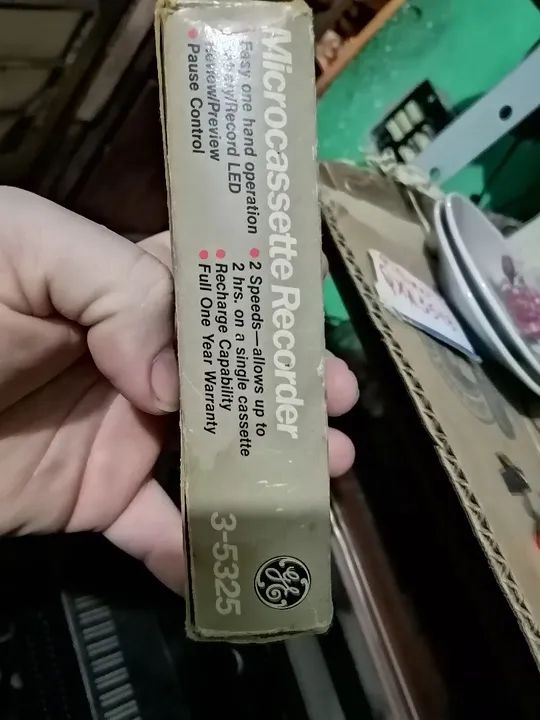 Microcassette Recorder
Easy one hand operation
Battery/Record LED
Review/Preview
Pause Control
2 Speeds—allows up to
2 hrs. on a single cassette
Recharge Capability
Full One Year Warranty
3-5325
GE